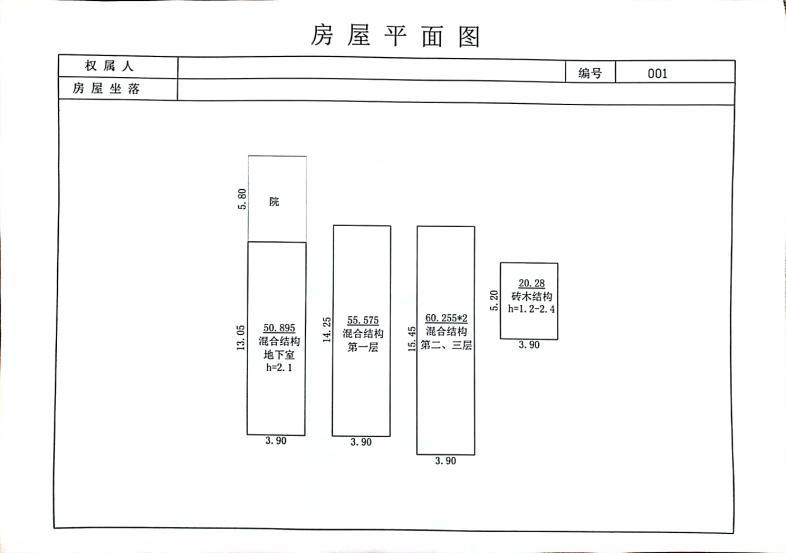 房屋平面图
权属人
编号 001
房屋坐落
5.80
院
13.05
50.895
混合结构
地下室
h=2.1
3.90
14.25
55.575
混合结构
第一层
3.90
15.45
60.255*2
混合结构
第二、三层
3.90
5.20
20.28
砖木结构
h=1.2-2.4
3.90